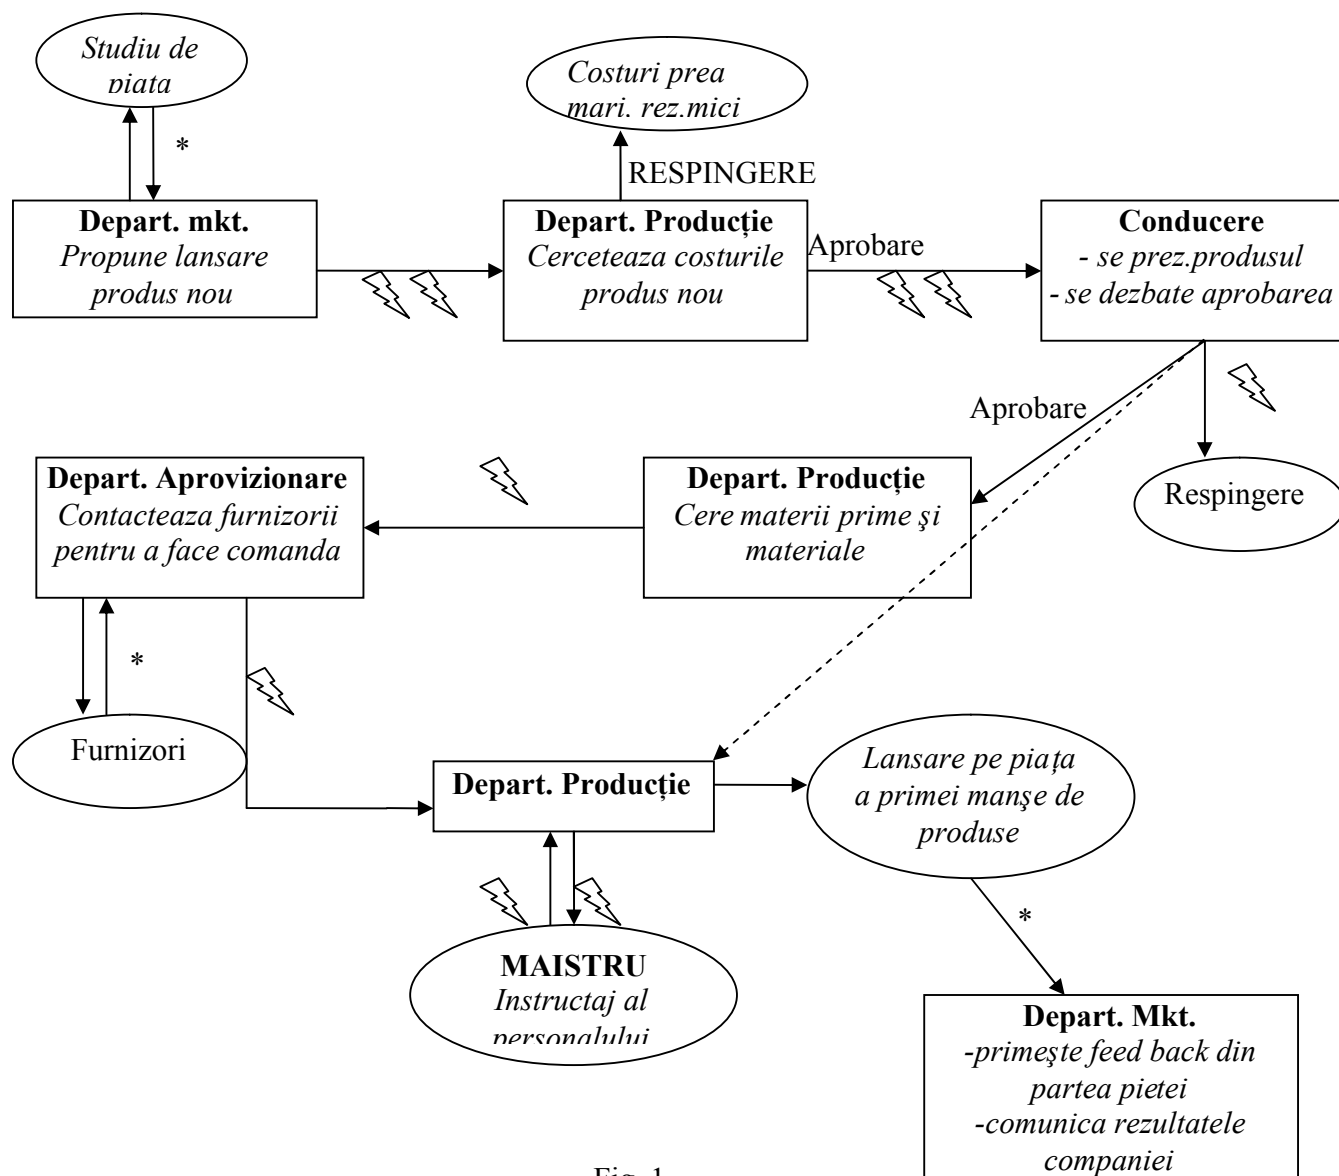 Studiu de
piata
Costuri prea
mari. rez.mici
*
RESPINGERE
Depart. mkt.
Propune lansare
produs nou
Depart. Producție
Cerceteaza costurile
produs nou
Aprobare
Conducere
- se prez.produsul
- se dezbate aprobarea
Aprobare
Depart. Aprovizionare
Contacteaza furnizorii
pentru a face comanda
Depart. Producție
Cere materii prime şi
materiale
Respingere
*
Furnizori
Depart. Producție
Lansare pe piața
a primei manşe de
produse
*
MAISTRU
Instructaj al
personalului
Depart. Mkt.
-primeşte feed back din
partea pietei
-comunica rezultatele
companiei
Fig. 1